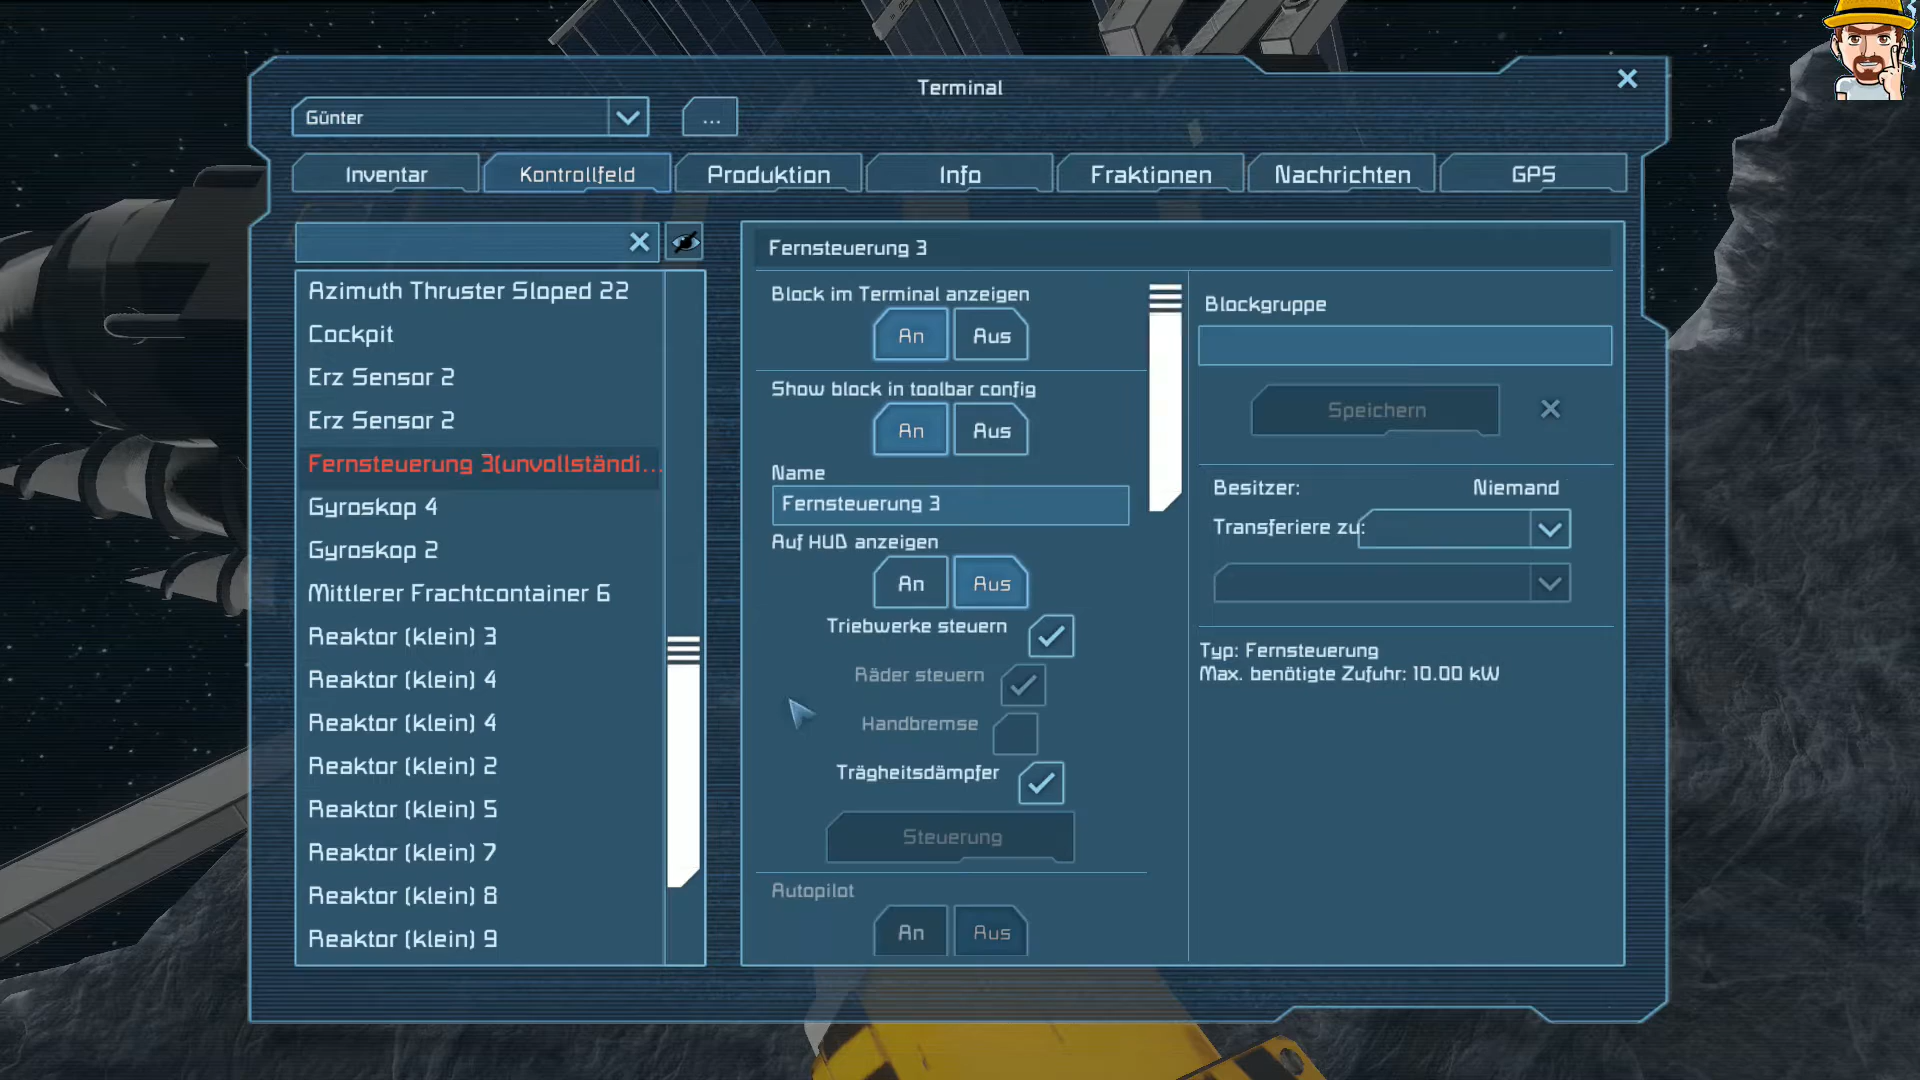 Terminal
Günter
...
Inventar
Kontrollfeld
Produktion
Info
Fraktionen
Nachrichten
GPS
Azimuth Thruster Sloped 22
Cockpit
Erz Sensor 2
Erz Sensor 2
Fernsteuerung 3(unvollständi...
Gyroskop 4
Gyroskop 2
Mittlerer Frachtcontainer 6
Reaktor (klein) 3
Reaktor (klein) 4
Reaktor (klein) 4
Reaktor (klein) 2
Reaktor (klein) 5
Reaktor (klein) 7
Reaktor (klein) 8
Reaktor (klein) 9
Fernsteuerung 3
Block im Terminal anzeigen
An Aus
Show block in toolbar config
An Aus
Name
Fernsteuerung 3
Auf HUD anzeigen
An Aus
Triebwerke steuern
Räder steuern
Handbremse
Trägheitsdämpfer
Steuerung
Autopilot
An Aus
Blockgruppe
Speichern
Besitzer: Niemand
Transferiere zu:
Typ: Fernsteuerung
Max. benötigte Zufuhr: 10.00 kW